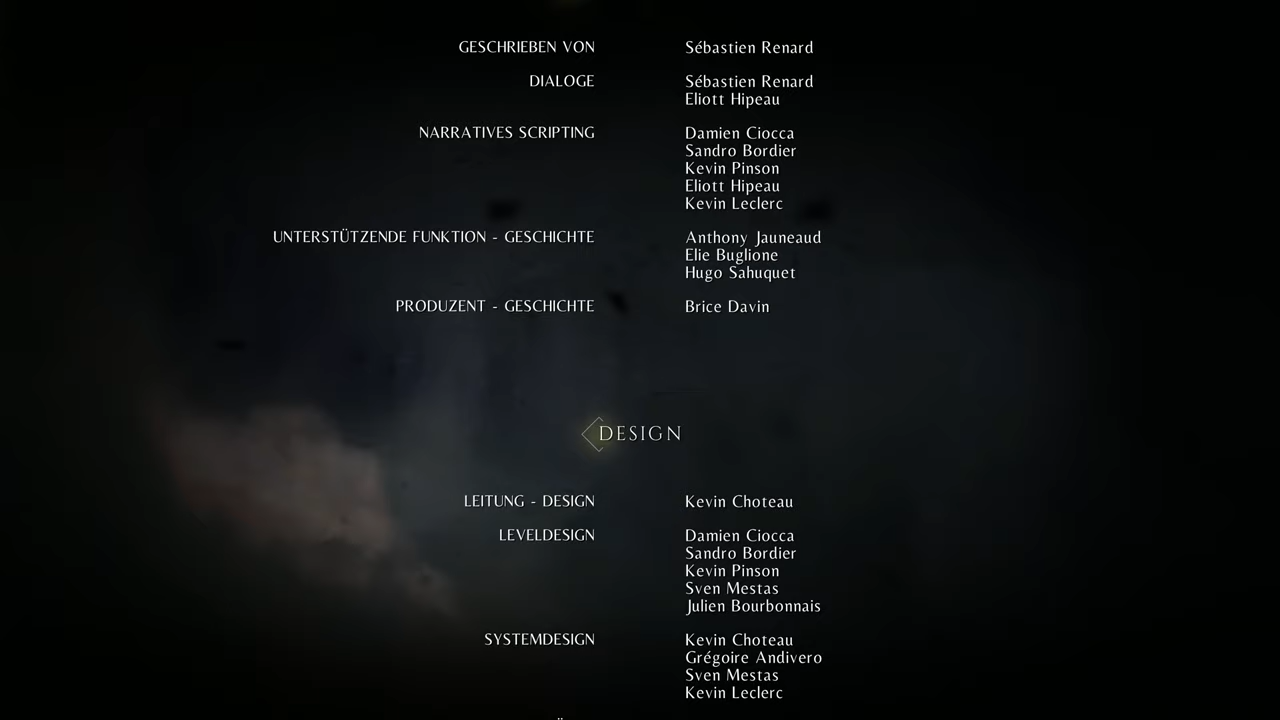 GESCHRIEBEN VON Sébastien Renard
DIALOGE Sébastien Renard
Eliott Hipeau
NARRATIVES SCRIPTING Damien Ciocca
Sandro Bordier
Kevin Pinson
Eliott Hipeau
Kevin Leclerc
UNTERSTÜTZENDE FUNKTION - GESCHICHTE Anthony Jauneaud
Elie Buglione
Hugo Sahuquet
PRODUZENT - GESCHICHTE Brice Davin
DESIGN
LEITUNG - DESIGN Kevin Choteau
LEVELDESIGN Damien Ciocca
Sandro Bordier
Kevin Pinson
Sven Mestas
Julien Bourbonnais
SYSTEMDESIGN Kevin Choteau
Grégoire Andivero
Sven Mestas
Kevin Leclerc